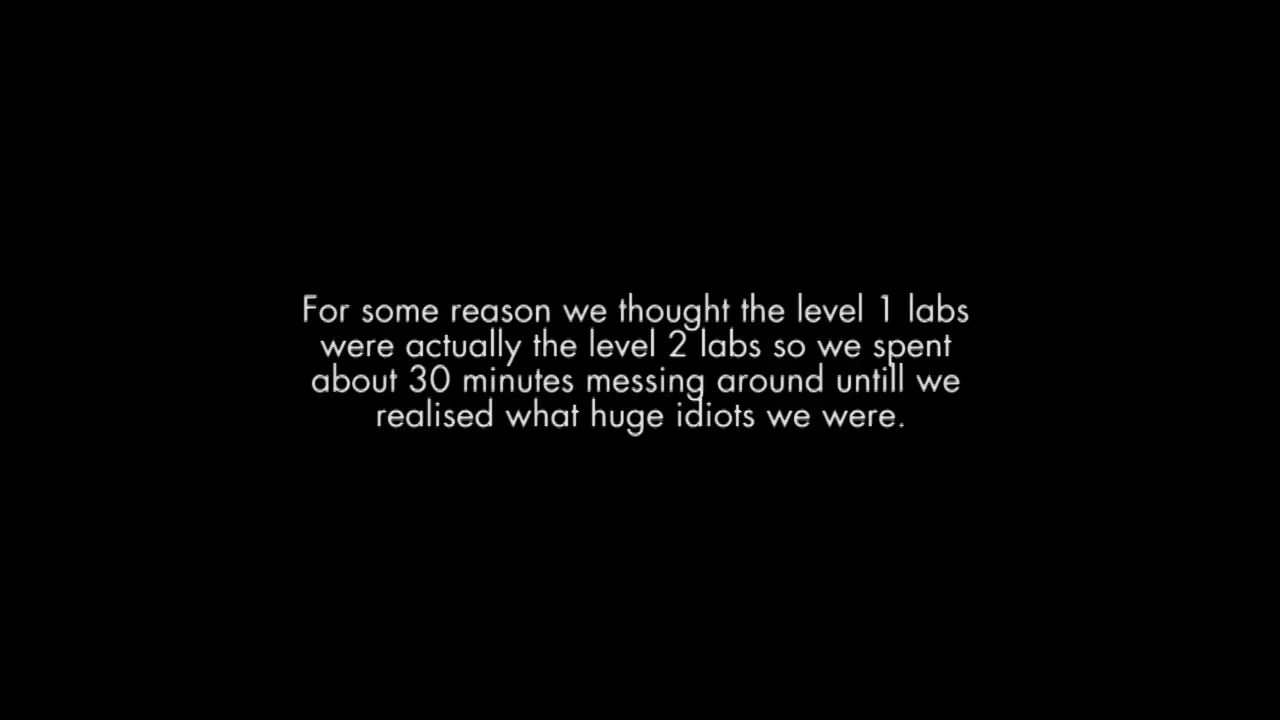 For some reason we thought the level 1 labs
were actually the level 2 labs so we spent
about 30 minutes messing around untill we
realised what huge idiots we were.